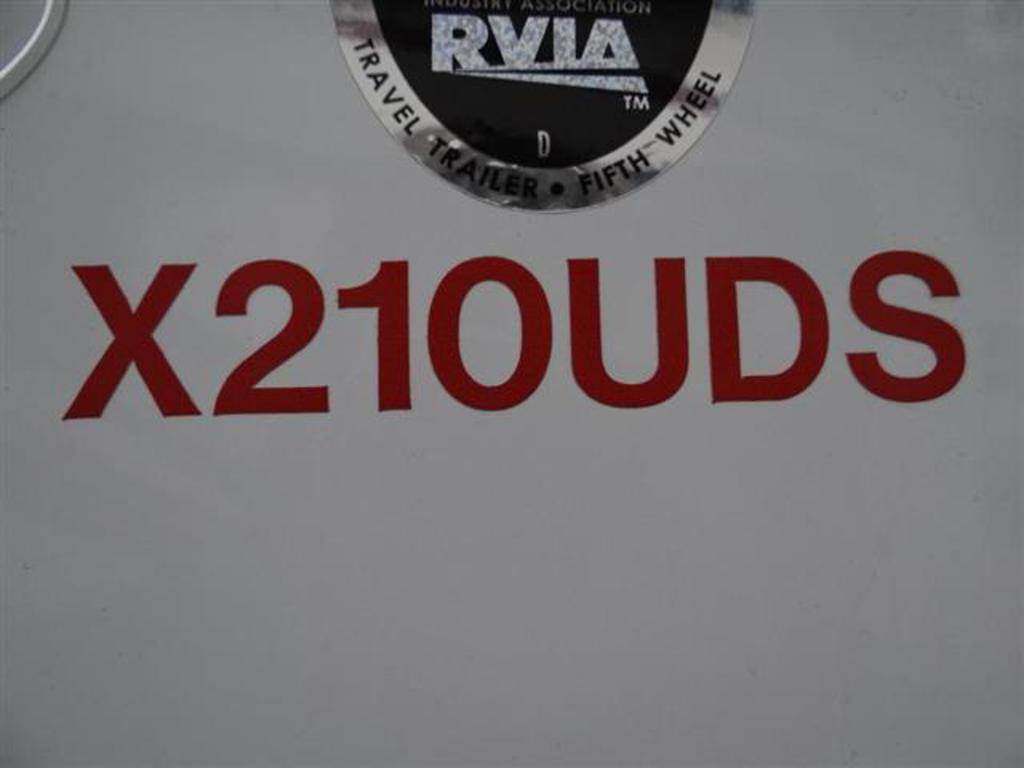 INDUSTRY ASSOCIATION
RVIA
TM
D
TRAVEL TRAILER • FIFTH WHEEL
X210UDS